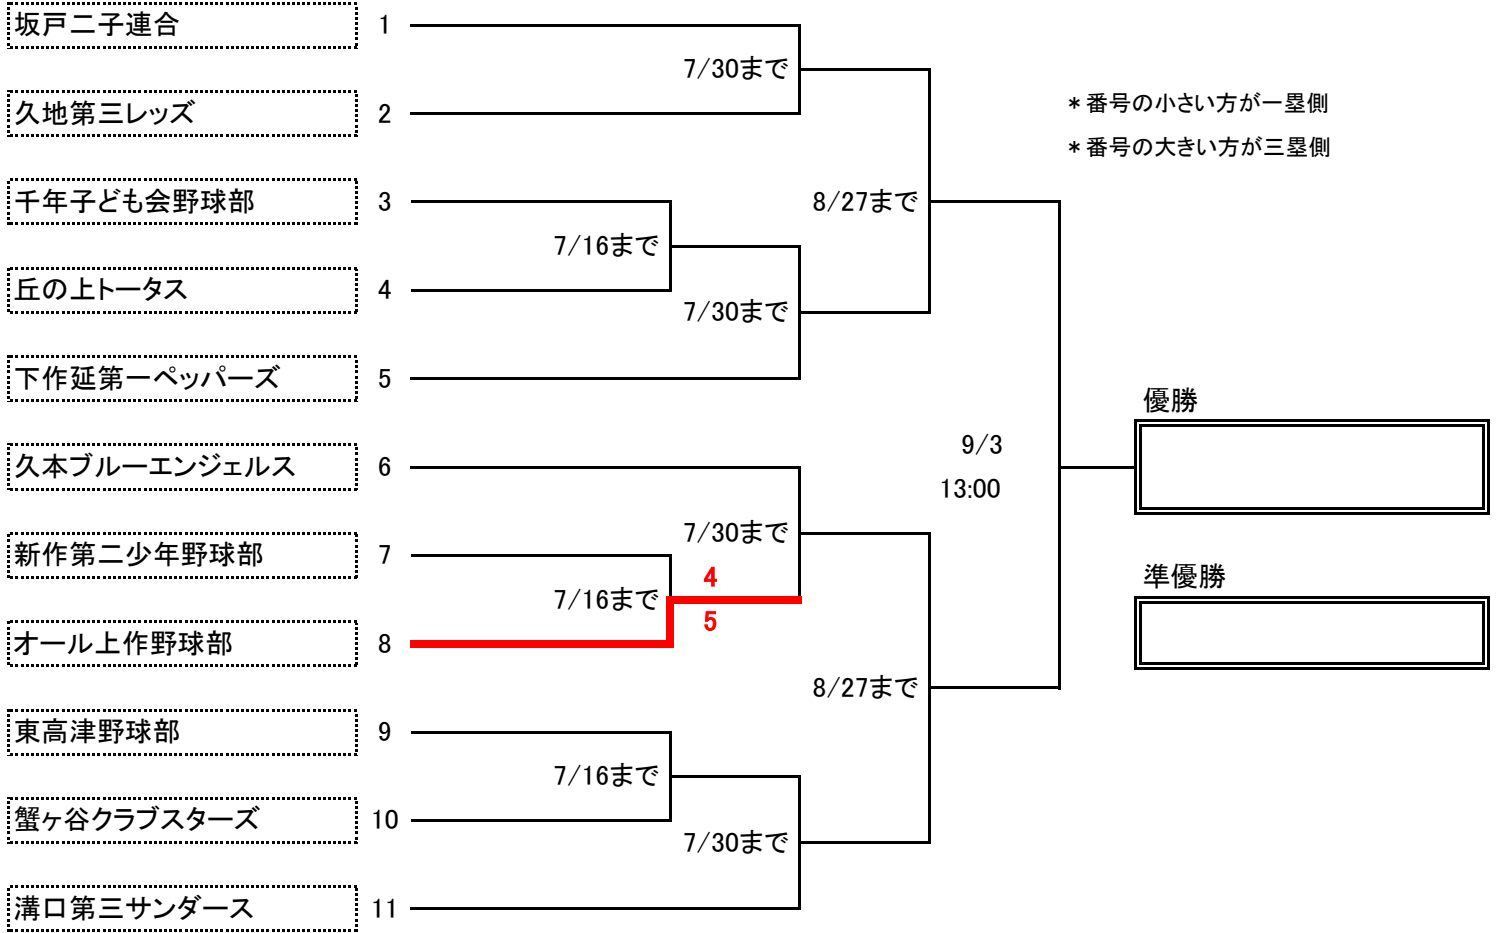 坂戸二子連合 1
7/30まで
久地第三レッズ 2
*番号の小さい方が一塁側
*番号の大きい方が三塁側
千年子ども会野球部 3
8/27まで
7/16まで
丘の上トータス 4
7/30まで
下作延第一ペッパーズ 5
優勝
久本ブルーエンジェルス 6
9/3
13:00
7/30まで
新作第二少年野球部 7
4
7/16まで
5
準優勝
オール上作野球部 8
8/27まで
東高津野球部 9
7/16まで
蟹ヶ谷クラブスターズ 10
7/30まで
溝口第三サンダース 11